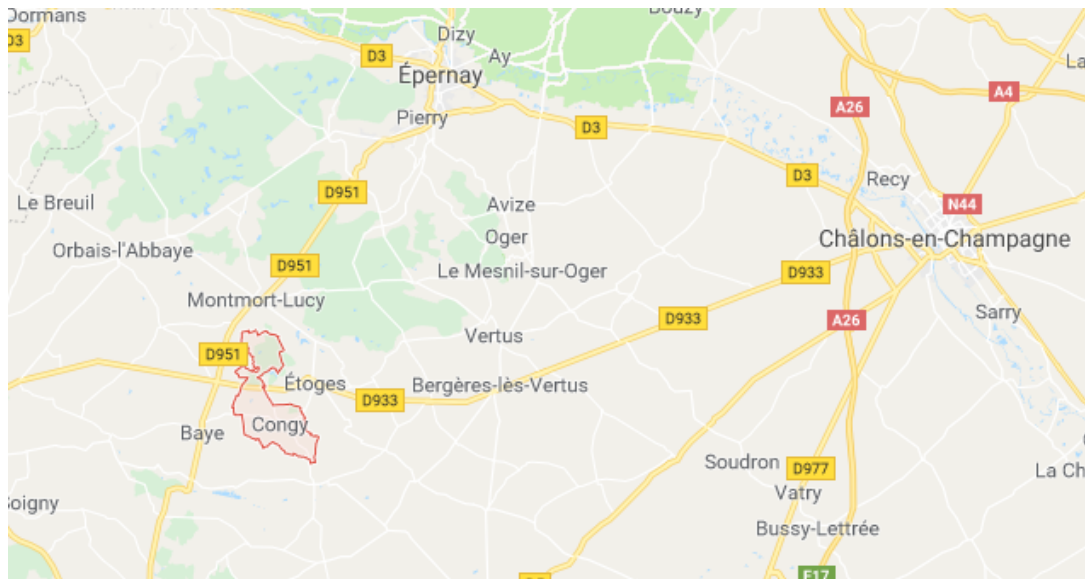 Dormans
Bouzy
Dizy
D3
D3
Ay
Épernay
La
A4
A26
Pierry
D3
D3
Recy
D951
Le Breuil
Avize
N44
Oger
Châlons-en-Champagne
Orbais-l'Abbaye
D951
Le Mesnil-sur-Oger
D933
Montmort-Lucy
Sarry
D933
A26
Vertus
D951
Étoges
Bergères-lès-Vertus
D933
Congy
Baye
Soudron
D977
La Ch
Vatry
Soigny
Bussy-Lettrée
E17